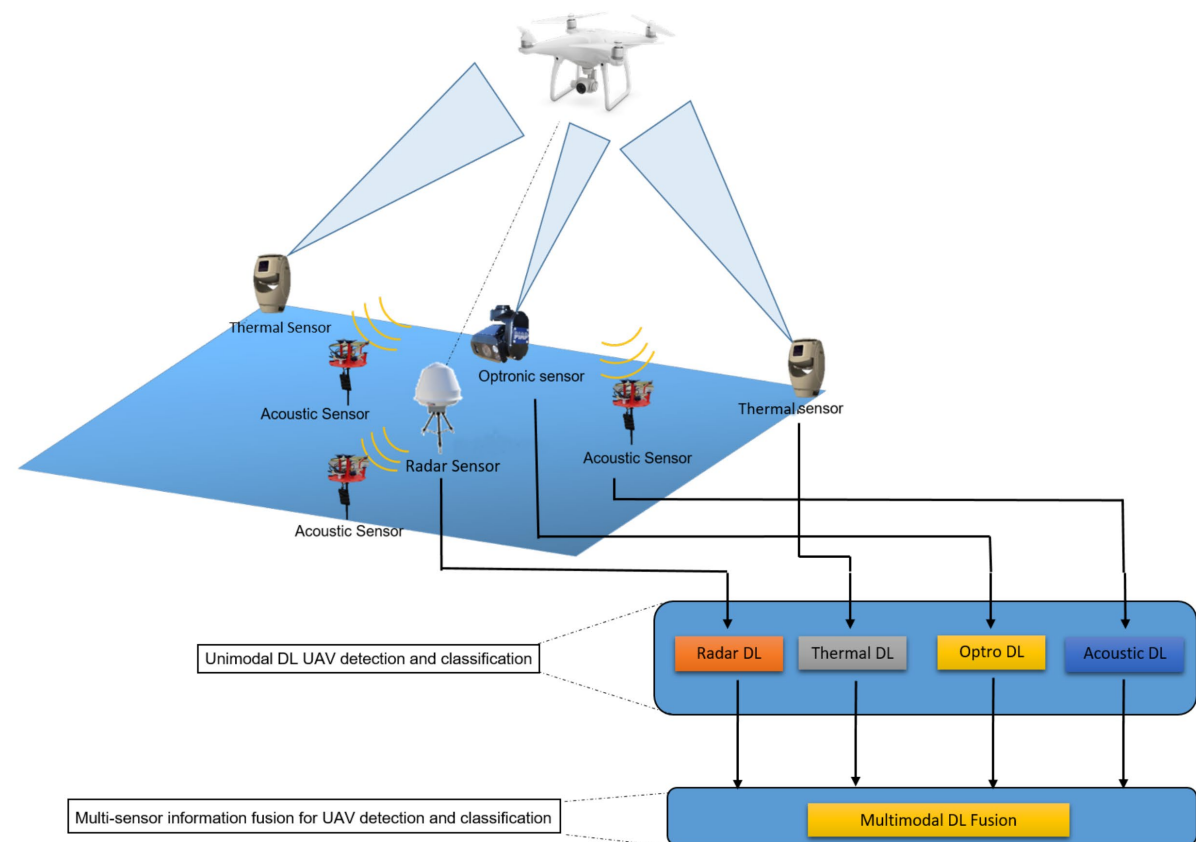 Thermal Sensor
Optronic sensor
Acoustic Sensor
Thermal sensor
Radar Sensor
Acoustic Sensor
Acoustic Sensor
Unimodal DL UAV detection and classification
Radar DL
Thermal DL
Optro DL
Acoustic DL
Multi-sensor information fusion for UAV detection and classification
Multimodal DL Fusion